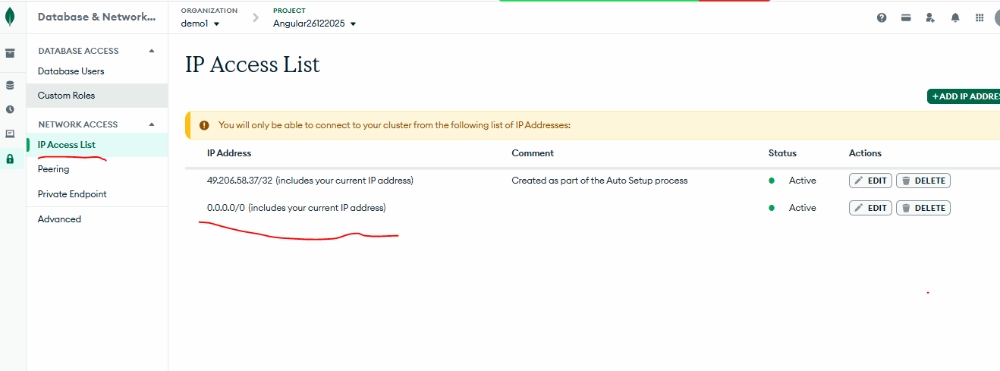 Database & Network...
ORGANIZATION
demo1
PROJECT
Angular26122025
DATABASE ACCESS
Database Users
Custom Roles
NETWORK ACCESS
IP Access List
Peering
Private Endpoint
Advanced
IP Access List
+ ADD IP ADDRE
You will only be able to connect to your cluster from the following list of IP Addresses:
IP Address Comment Status Actions
49.206.58.37/32 (includes your current IP address) Created as part of the Auto Setup process Active EDIT DELETE
0.0.0.0/0 (includes your current IP address) Active EDIT DELETE